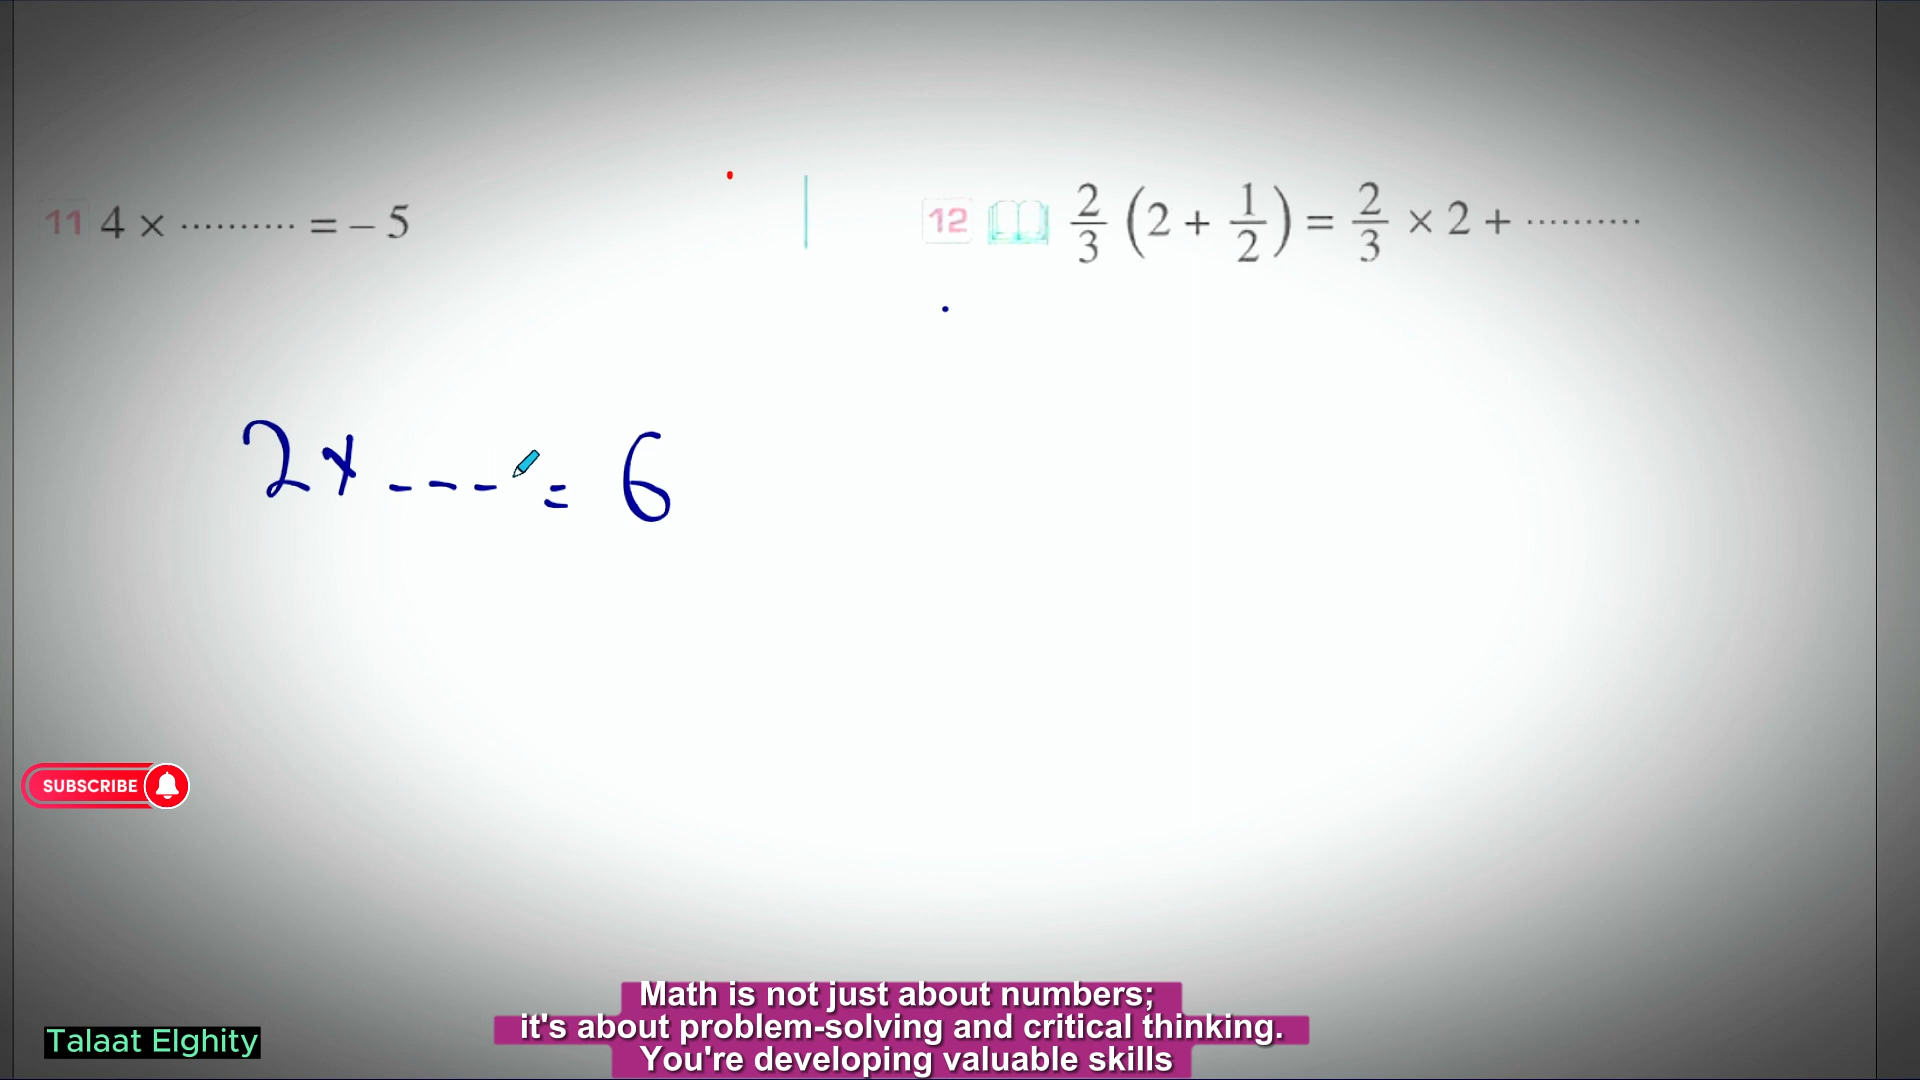 11 4 × .......... = – 5
12 2/3 (2 + 1/2) = 2/3 × 2 + ..........
2 × ---- = 6
SUBSCRIBE
Math is not just about numbers;
it's about problem-solving and critical thinking.
You're developing valuable skills
Talaat Elghity